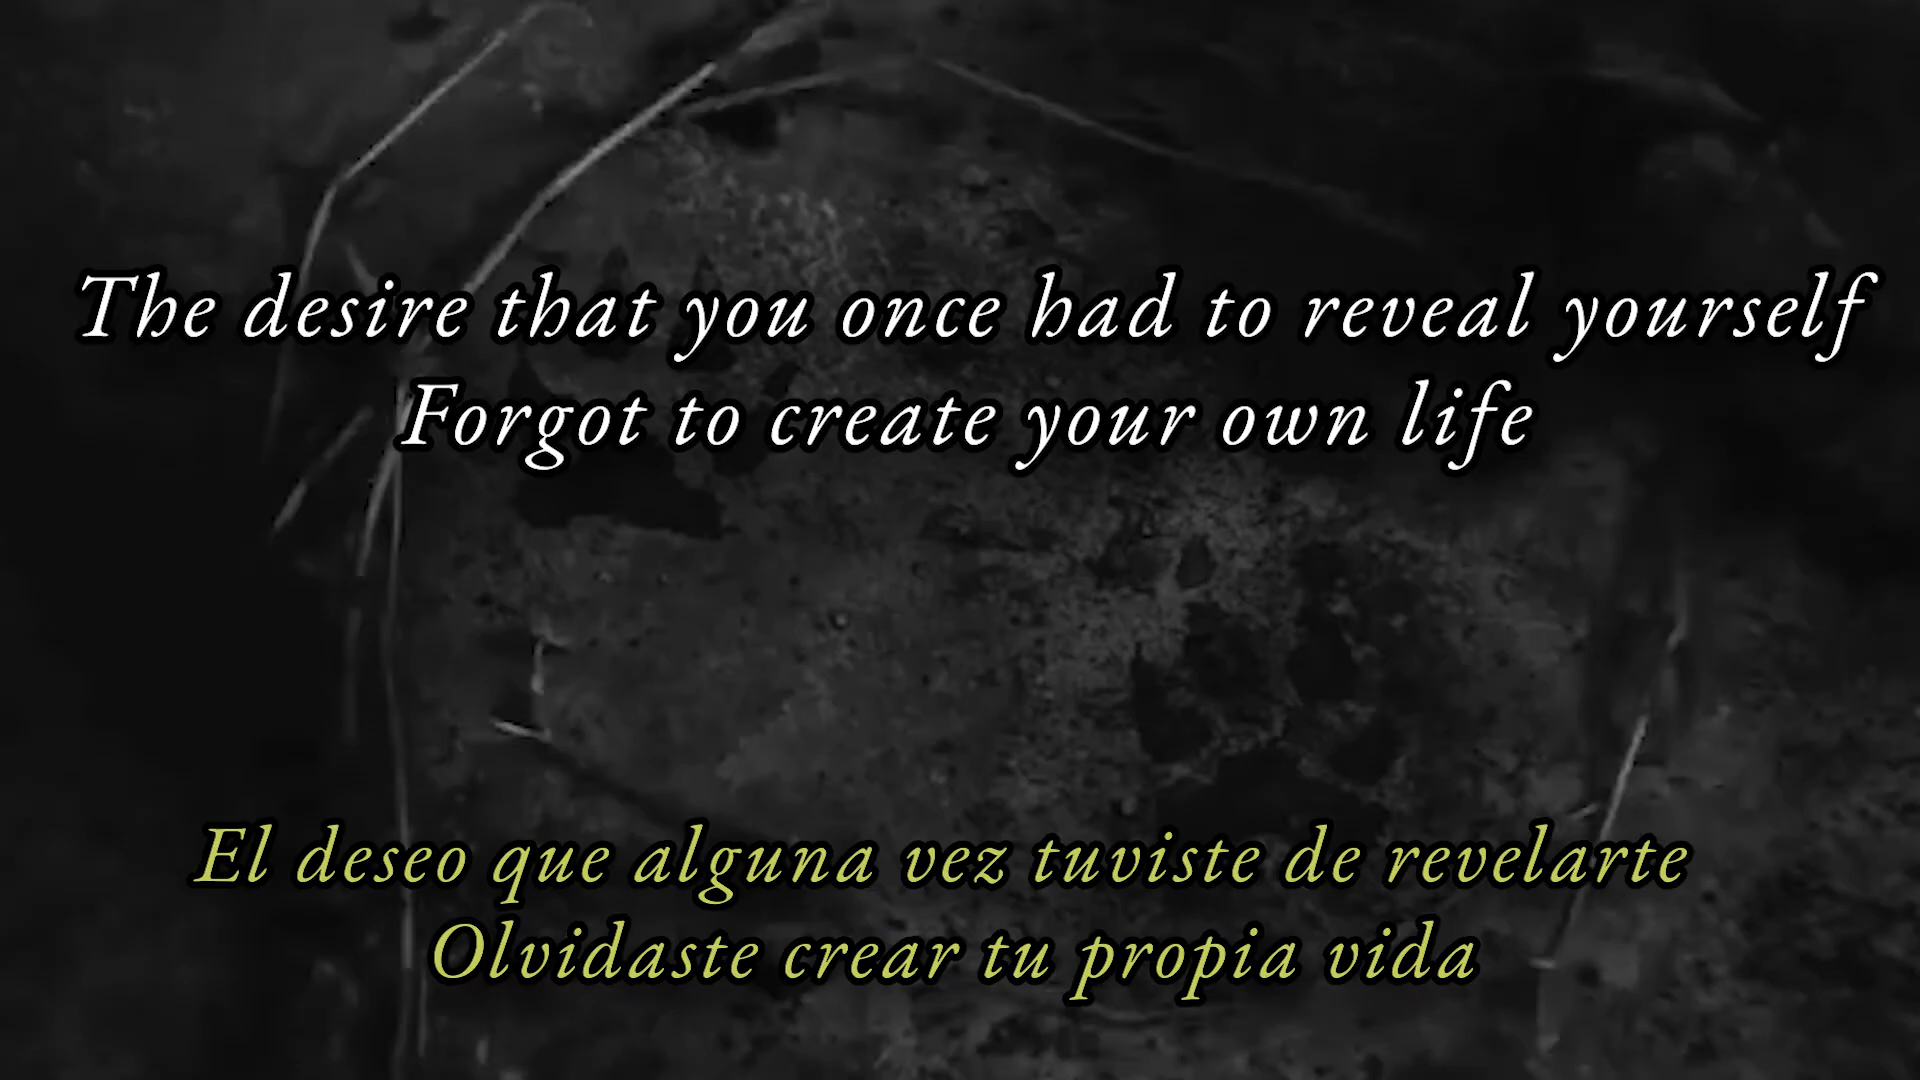 The desire that you once had to reveal yourself
Forgot to create your own life
El deseo que alguna vez tuviste de revelarte
Olvidaste crear tu propia vida